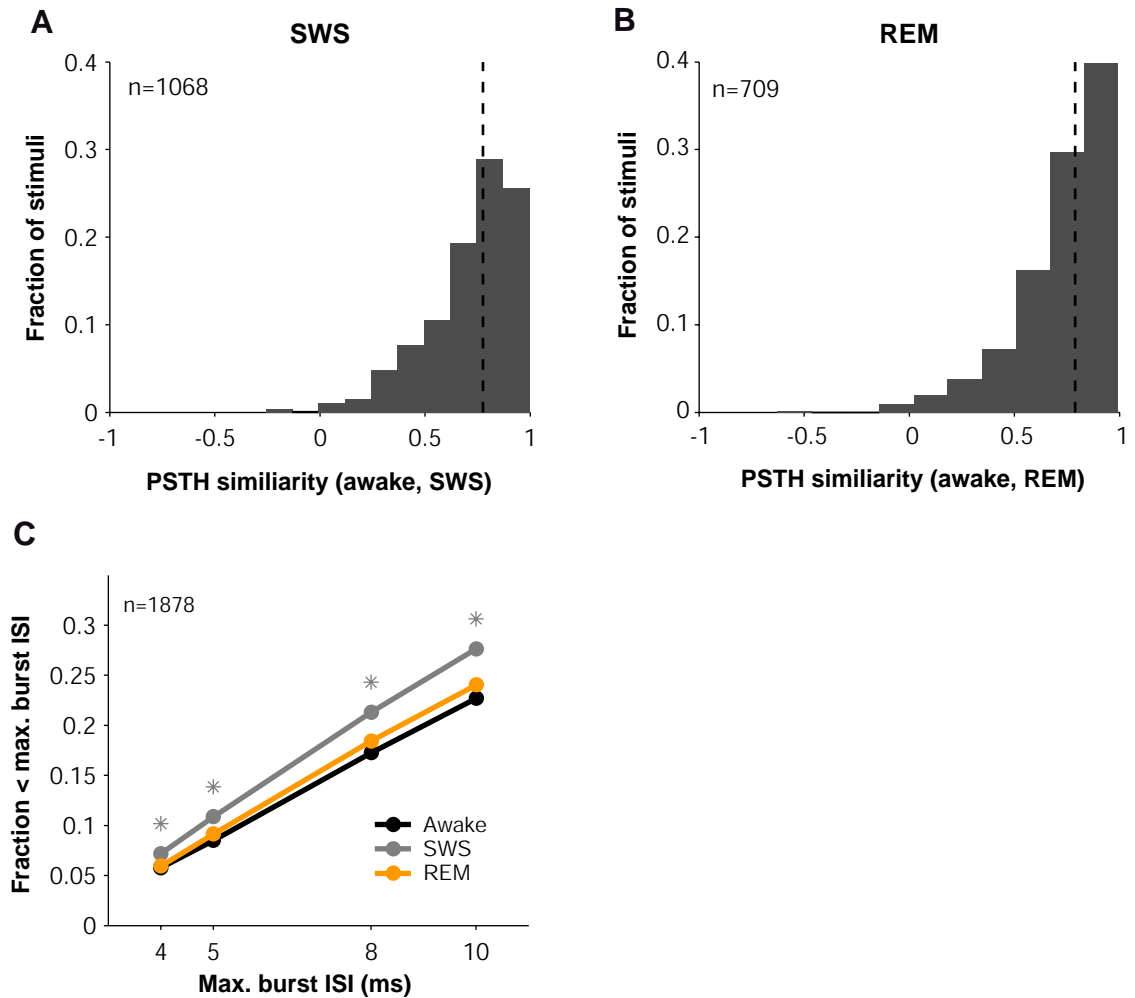 A
SWS
n=1068
Fraction of stimuli
0.4
0.3
0.2
0.1
0
-1
-0.5
0
0.5
1
PSTH similiarity (awake, SWS)
B
REM
n=709
Fraction of stimuli
0.4
0.3
0.2
0.1
0
-1
-0.5
0
0.5
1
PSTH similiarity (awake, REM)
C
n=1878
Fraction < max. burst ISI
0.3
0.25
0.2
0.15
0.1
0.05
0
4
5
8
10
Max. burst ISI (ms)
Awake
SWS
REM